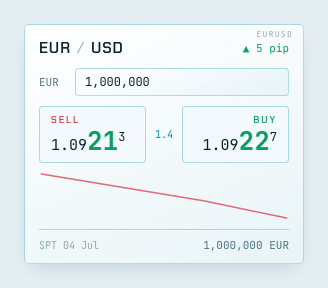 EURUSD
EUR / USD
▲ 5 pip
EUR 1,000,000
SELL
1.09213
1.4
BUY
1.09227
SPT 04 Jul
1,000,000 EUR